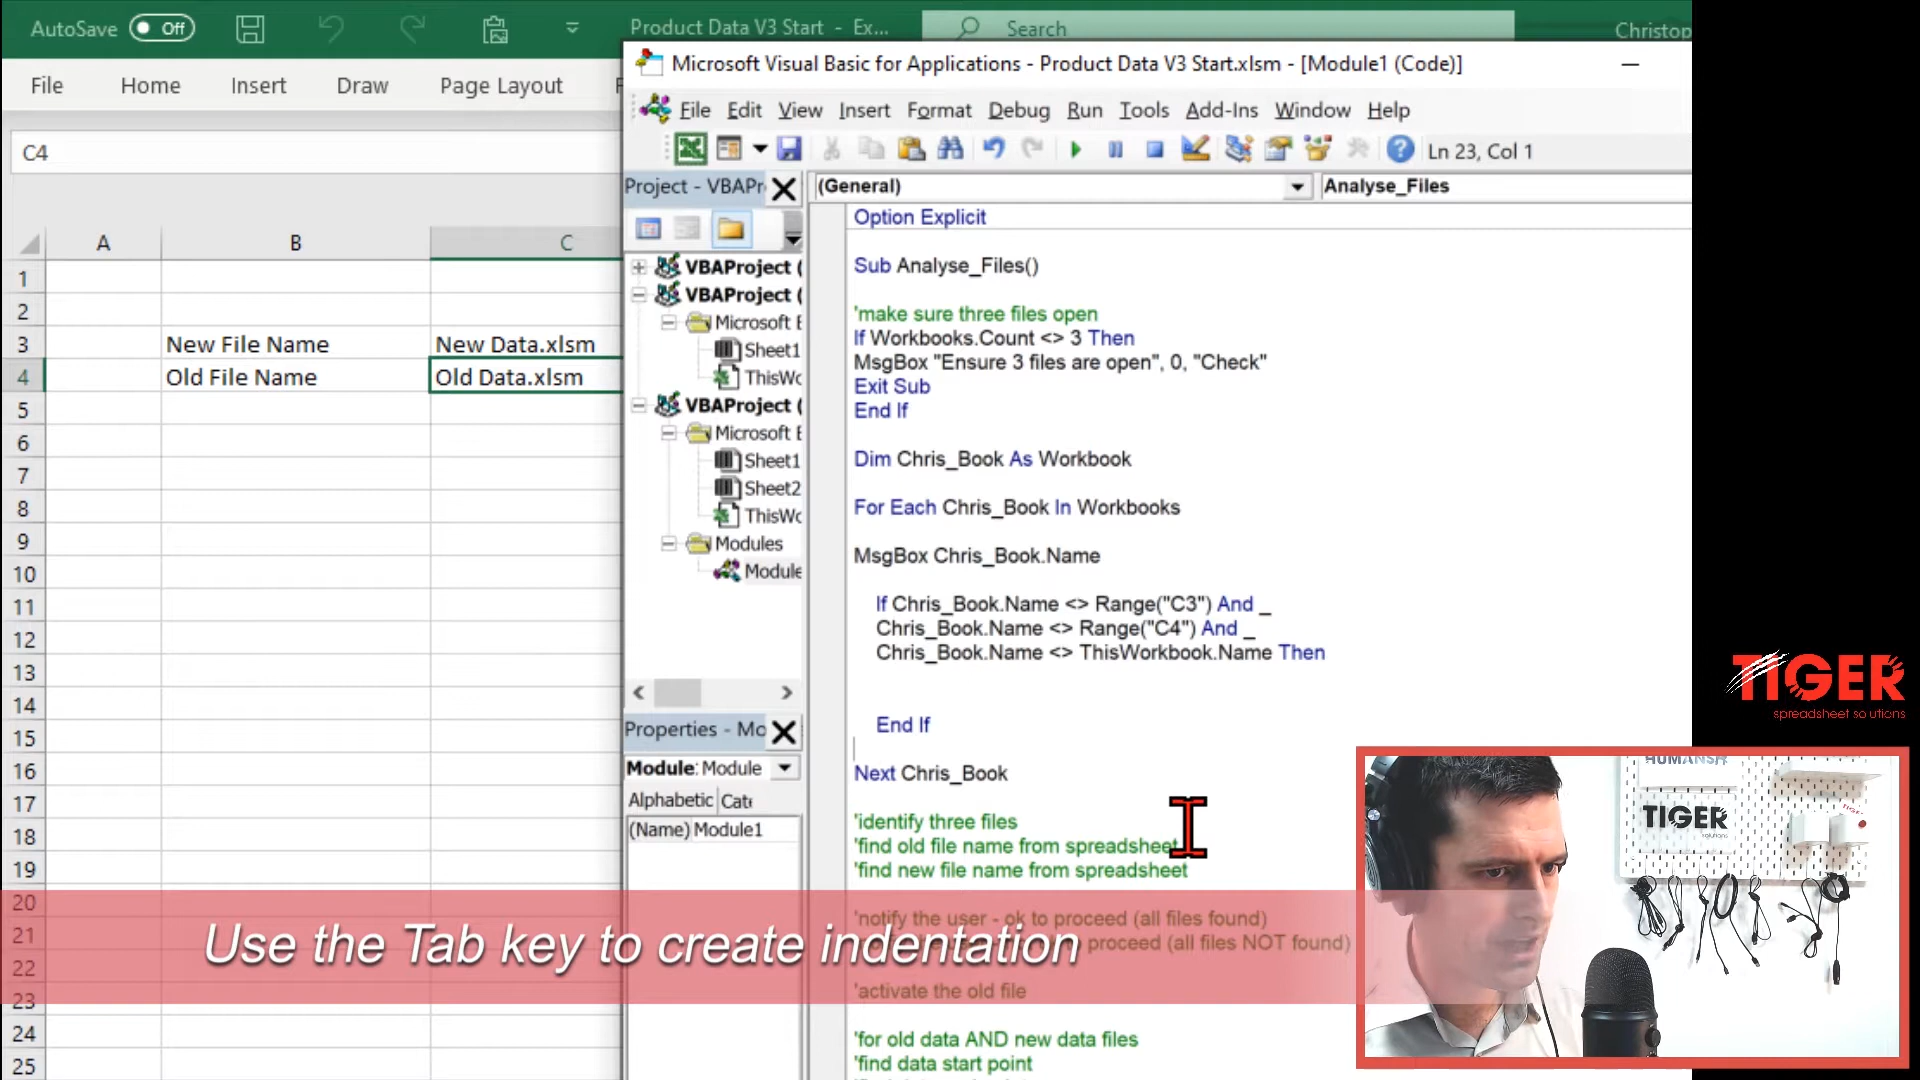 AutoSave Off
Product Data V3 Start - Ex...
Search
Christop
File Home Insert Draw Page Layout
C4
A B C
1
2
3 New File Name New Data.xlsm
4 Old File Name Old Data.xlsm
5
6
7
8
9
10
11
12
13
14
15
16
17
18
19
20
21
22
23
24
25
Microsoft Visual Basic for Applications - Product Data V3 Start.xlsm - [Module1 (Code)]
File Edit View Insert Format Debug Run Tools Add-Ins Window Help
Ln 23, Col 1
Project - VBAPr
VBAProject (
VBAProject (
Microsoft E
Sheet1
ThisWo
VBAProject (
Microsoft E
Sheet1
Sheet2
ThisWo
Modules
Module
Properties - Mo
Module: Module
Alphabetic Cate
(Name) Module1
(General) Analyse_Files
Option Explicit
Sub Analyse_Files()
'make sure three files open
If Workbooks.Count <> 3 Then
MsgBox "Ensure 3 files are open", 0, "Check"
Exit Sub
End If
Dim Chris_Book As Workbook
For Each Chris_Book In Workbooks
MsgBox Chris_Book.Name
If Chris_Book.Name <> Range("C3") And _
Chris_Book.Name <> Range("C4") And _
Chris_Book.Name <> ThisWorkbook.Name Then
End If
Next Chris_Book
'identify three files
'find old file name from spreadsheet
'find new file name from spreadsheet
'notify the user - ok to proceed (all files found)
proceed (all files NOT found)
'activate the old file
'for old data AND new data files
'find data start point
Use the Tab key to create indentation
TIGER
spreadsheet solutions
HUMANSH
TIGER
solutions
TIGER